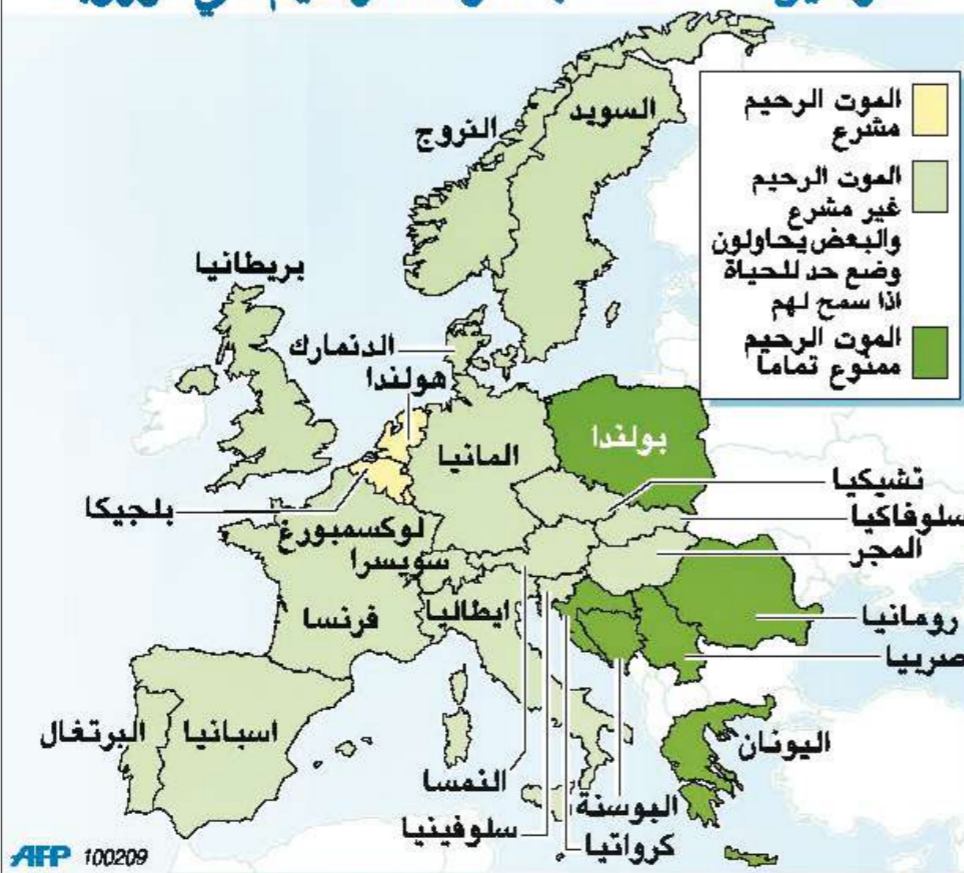 الموت الرحيم
مشرع
الموت الرحيم
غير مشرع
والبعض يحاولون
وضع حد للحياة
اذا سمح لهم
الموت الرحيم
ممنوع تماما
السويد
النروج
بريطانيا
الدنمارك
هولندا
بولندا
المانيا
تشيكيا
بلجيكا
سلوفاكيا
لوكسمبورغ
المجر
سويسرا
فرنسا
ايطاليا
رومانيا
صربيا
البرتغال
اسبانيا
اليونان
النمسا
البوسنة
سلوفينيا
كرواتيا
AFP 100209